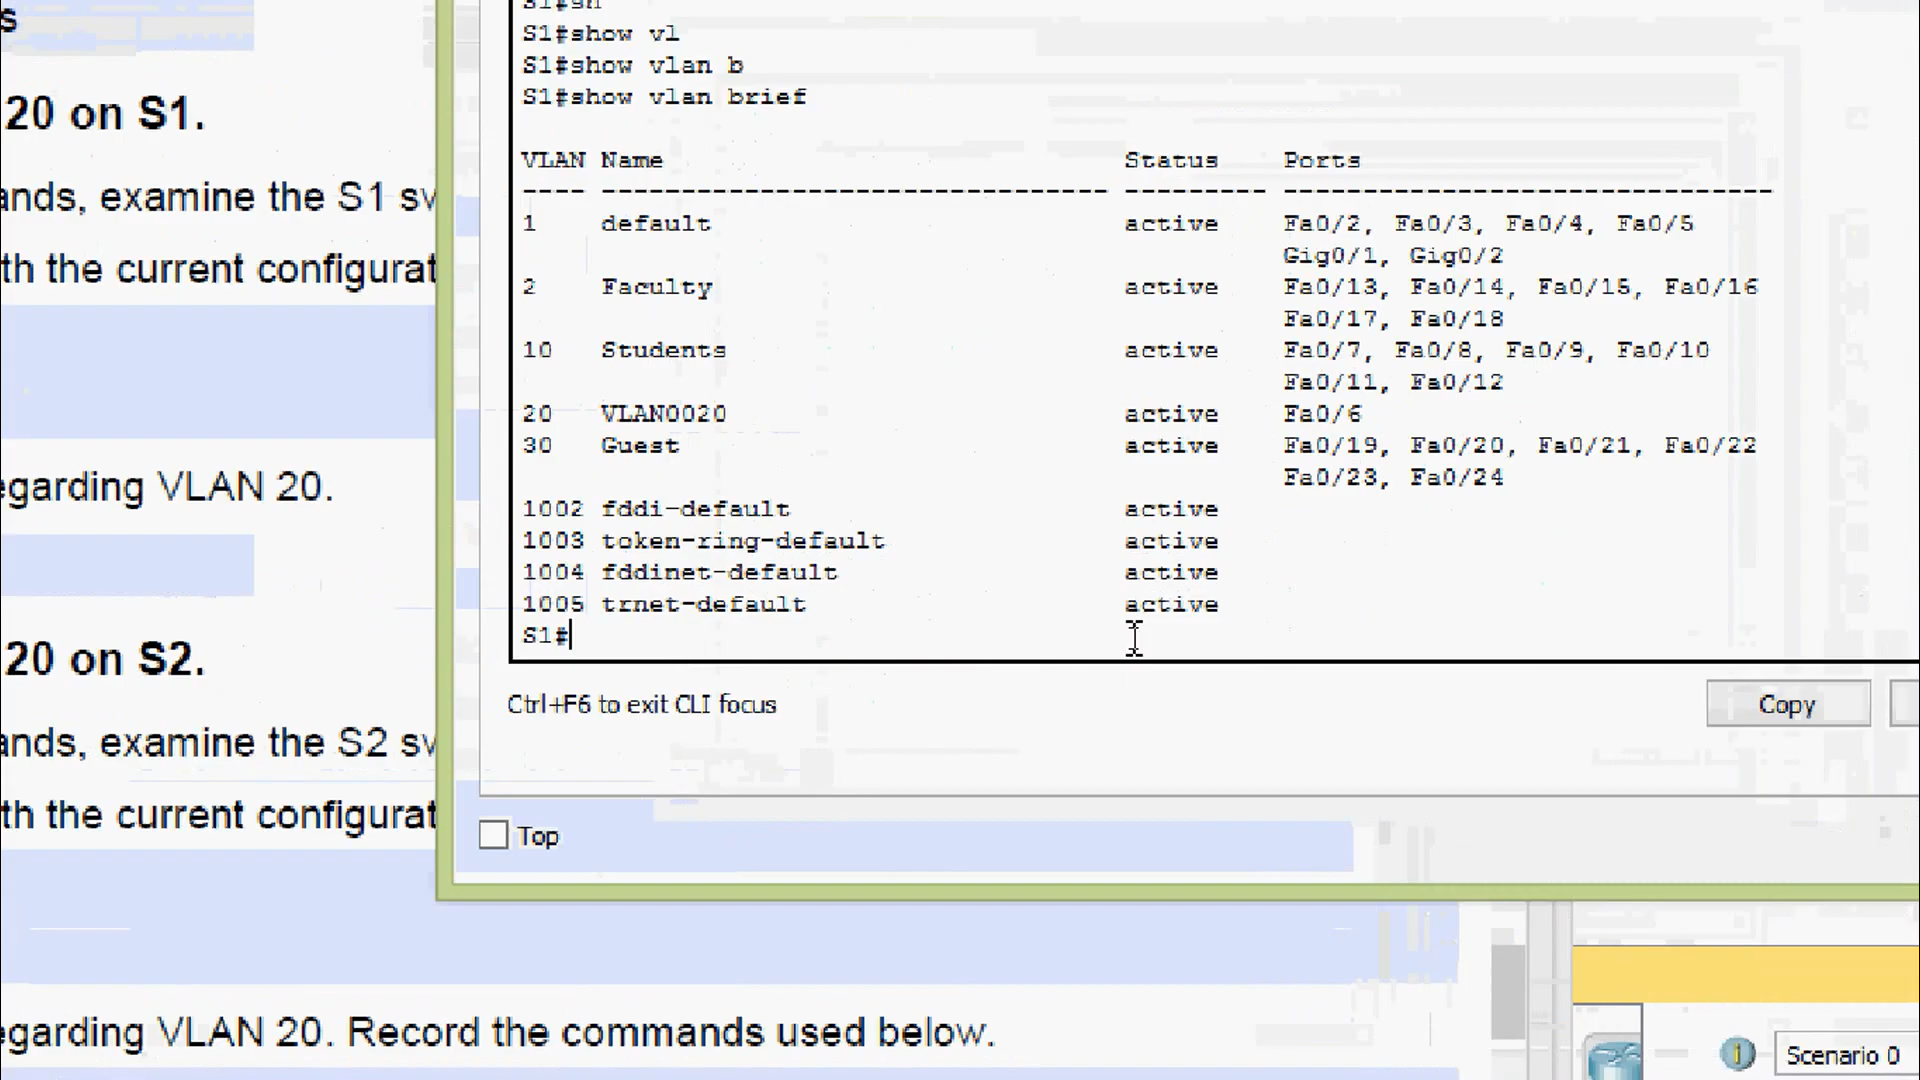 s
20 on S1.
ands, examine the S1 sv
th the current configurat
egarding VLAN 20.
20 on S2.
ands, examine the S2 sv
th the current configurat
egarding VLAN 20. Record the commands used below.
S1#sh
S1#show vl
S1#show vlan b
S1#show vlan brief
VLAN Name Status Ports
---- -------------------------------- --------- -------------------------------
1 default active Fa0/2, Fa0/3, Fa0/4, Fa0/5
Gig0/1, Gig0/2
2 Faculty active Fa0/13, Fa0/14, Fa0/15, Fa0/16
Fa0/17, Fa0/18
10 Students active Fa0/7, Fa0/8, Fa0/9, Fa0/10
Fa0/11, Fa0/12
20 VLAN0020 active Fa0/6
30 Guest active Fa0/19, Fa0/20, Fa0/21, Fa0/22
Fa0/23, Fa0/24
1002 fddi-default active
1003 token-ring-default active
1004 fddinet-default active
1005 trnet-default active
S1#
Ctrl+F6 to exit CLI focus
Copy
Top
Scenario 0